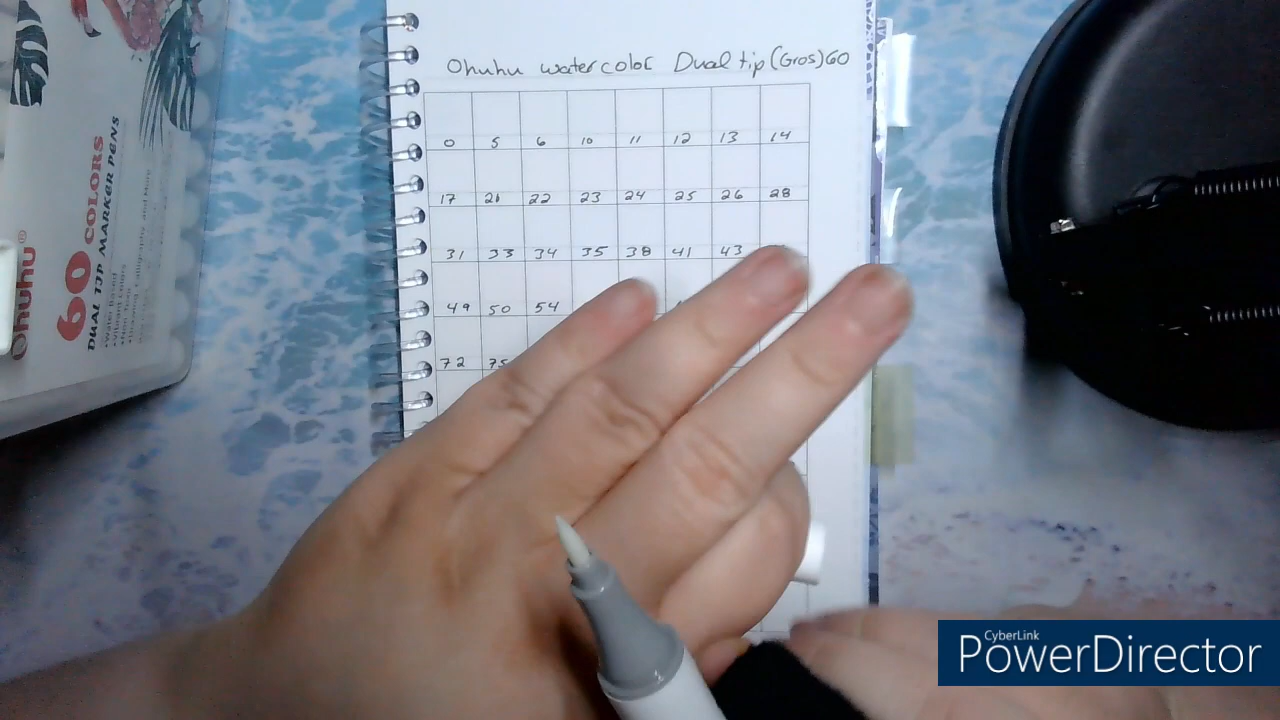 Ohuhu watercolor Dual tip (Gros) 60
0 5 6 10 11 12 13 14
17 21 22 23 24 25 26 28
31 33 34 35 38 41 43
49 50 54
72 75
Ohuhu®
60 COLORS
DUAL TIP MARKER PENS
CyberLink
PowerDirector